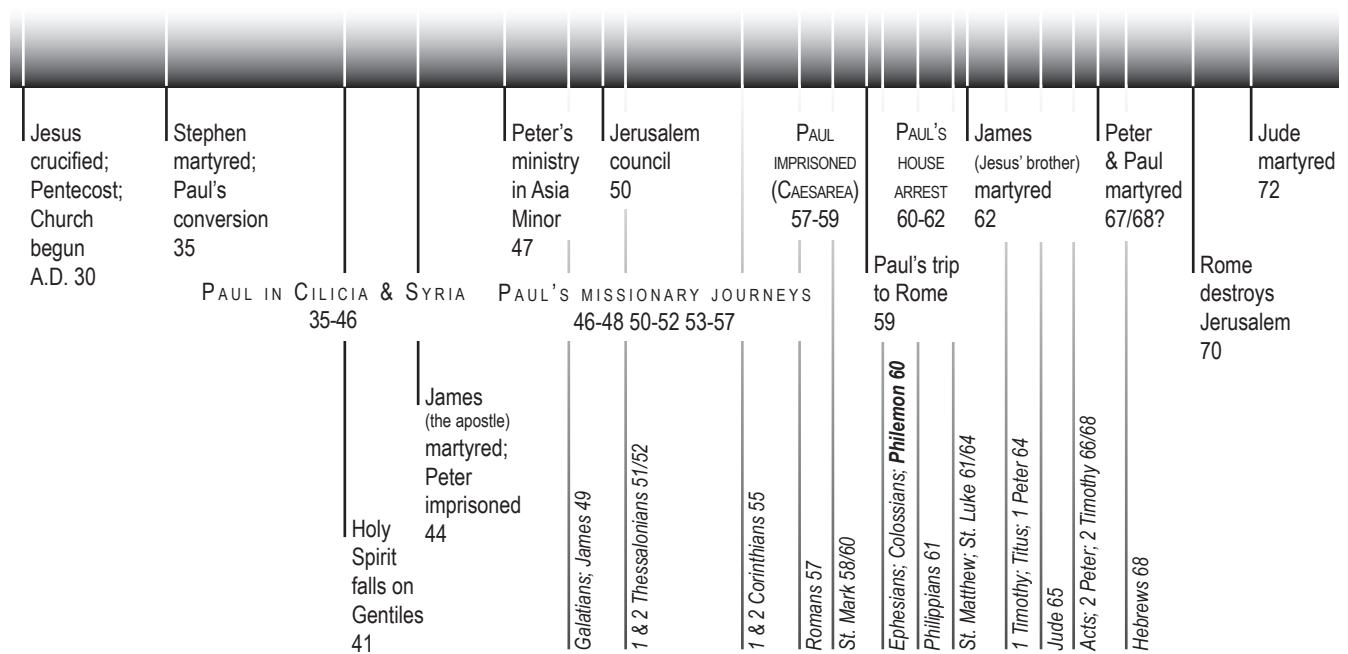 Jesus
crucified;
Pentecost;
Church
begun
A.D. 30
Stephen
martyred;
Paul's
conversion
35
Peter's
ministry
in Asia
Minor
47
Jerusalem
council
50
PAUL
IMPRISONED
(CAESAREA)
57-59
PAUL'S
HOUSE
ARREST
60-62
James
(Jesus' brother)
martyred
62
Peter
& Paul
martyred
67/68?
Jude
martyred
72
Paul's trip
to Rome
59
Rome
destroys
Jerusalem
70
PAUL IN CILICIA & SYRIA
35-46
PAUL'S MISSIONARY JOURNEYS
46-48 50-52 53-57
James
(the apostle)
martyred;
Peter
imprisoned
44
Holy
Spirit
falls on
Gentiles
41
Galatians; James 49
1 & 2 Thessalonians 51/52
1 & 2 Corinthians 55
Romans 57
St. Mark 58/60
Ephesians; Colossians; Philemon 60
Philippians 61
St. Matthew; St. Luke 61/64
1 Timothy; Titus; 1 Peter 64
Jude 65
Acts; 2 Peter; 2 Timothy 66/68
Hebrews 68